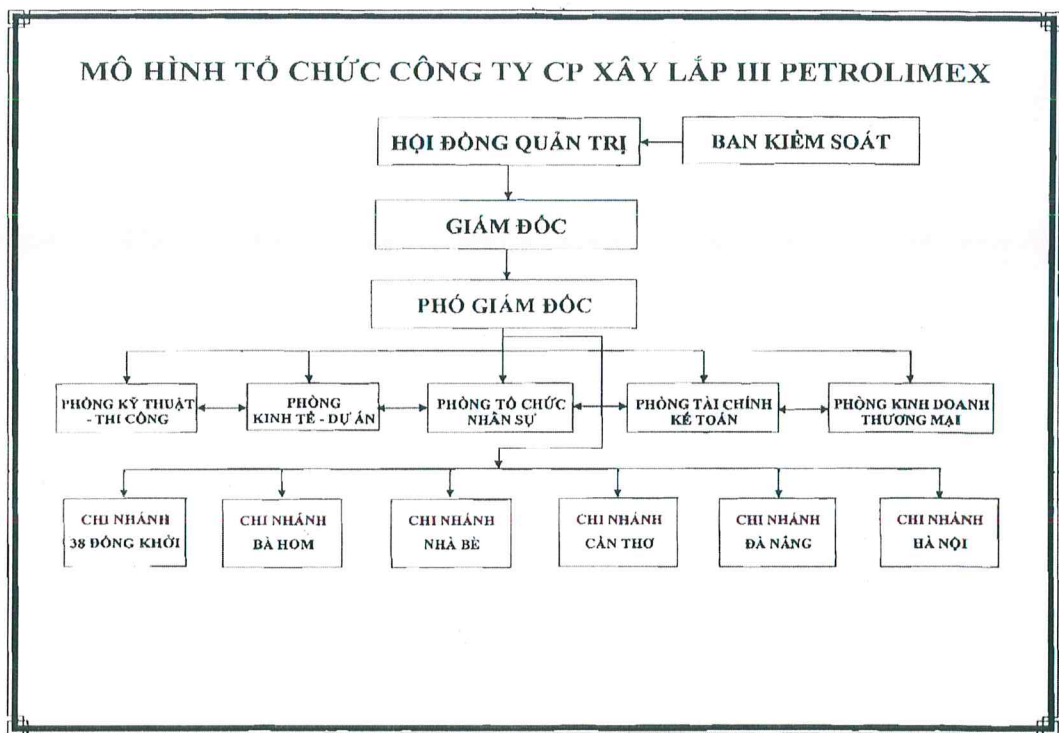 MÔ HÌNH TỔ CHỨC CÔNG TY CP XÂY LẮP III PETROLIMEX
HỘI ĐỒNG QUẢN TRỊ
BAN KIỂM SOÁT
GIÁM ĐỐC
PHÓ GIÁM ĐỐC
PHÒNG KỸ THUẬT
- THI CÔNG
PHÒNG
KINH TẾ - DỰ ÁN
PHÒNG TỔ CHỨC
NHÂN SỰ
PHÒNG TÀI CHÍNH
KẾ TOÁN
PHÒNG KINH DOANH
THƯƠNG MẠI
CHI NHÁNH
38 ĐỒNG KHỞI
CHI NHÁNH
BÀ HOM
CHI NHÁNH
NHÀ BÈ
CHI NHÁNH
CẦN THƠ
CHI NHÁNH
ĐÀ NẴNG
CHI NHÁNH
HÀ NỘI